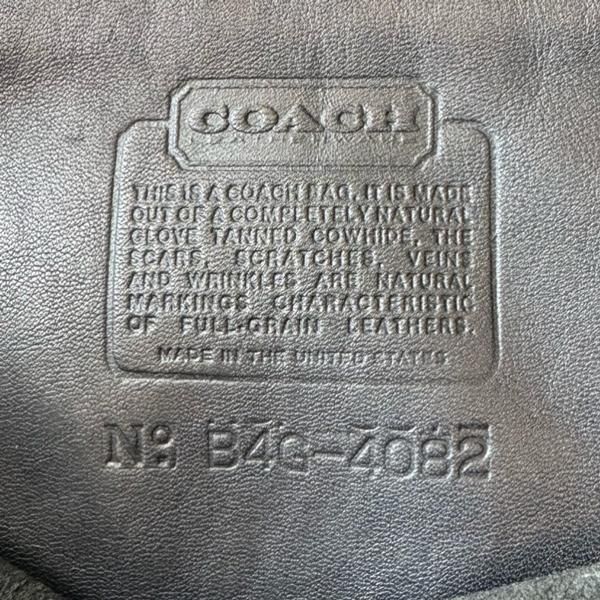 COACH
THIS IS A COACH BAG. IT IS MADE
OUT OF A COMPLETELY NATURAL
GLOVE TANNED COWHIDE. THE
SCARS, SCRATCHES, VEINS
AND WRINKLES ARE NATURAL
MARKINGS CHARACTERISTIC
OF FULL-GRAIN LEATHERS.
MADE IN THE UNITED STATES
No: B4G-4082